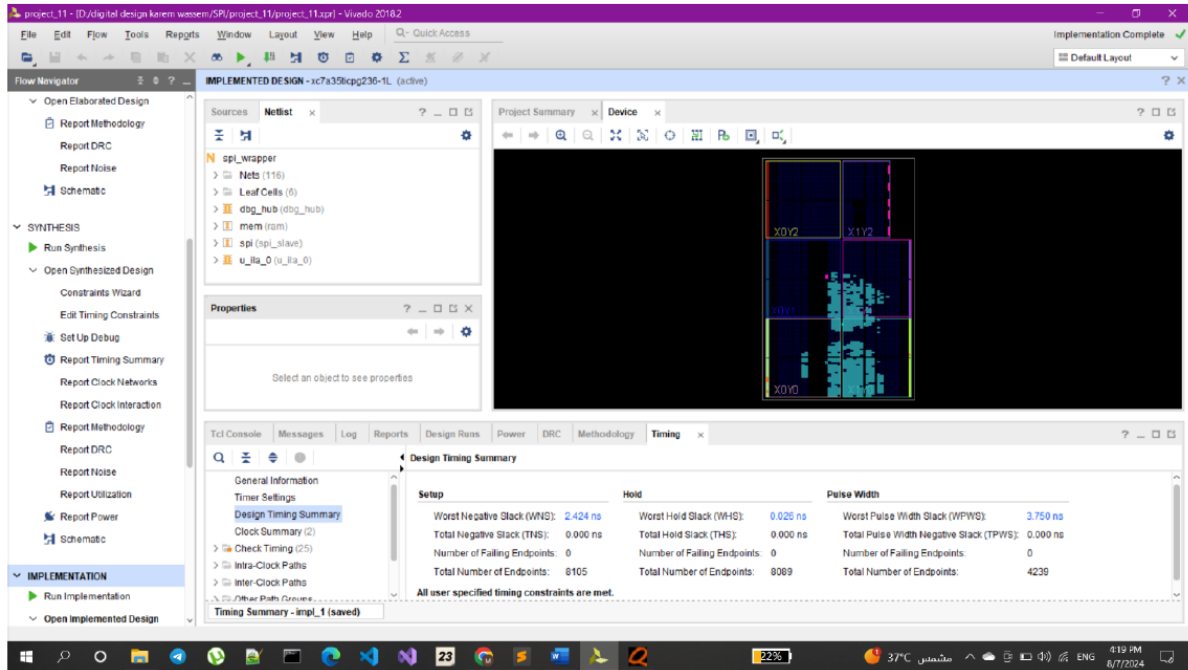 project_11 - [D:/digital design karem wassem/SPI/project_11/project_11.xpr] - Vivado 2018.2
File Edit Flow Tools Reports Window Layout View Help Q- Quick Access Implementation Complete
Default Layout
Flow Navigator
IMPLEMENTED DESIGN - xc7a35ticpg236-1L (active)
Open Elaborated Design
Report Methodology
Report DRC
Report Noise
Schematic
SYNTHESIS
Run Synthesis
Open Synthesized Design
Constraints Wizard
Edit Timing Constraints
Set Up Debug
Report Timing Summary
Report Clock Networks
Report Clock Interaction
Report Methodology
Report DRC
Report Noise
Report Utilization
Report Power
Schematic
IMPLEMENTATION
Run Implementation
Open Implemented Design
Sources Netlist
N spi_wrapper
Nets (116)
Leaf Cells (6)
dbg_hub (dbg_hub)
mem (ram)
spi (spi_slave)
u_ila_0 (u_ila_0)
Properties
Select an object to see properties
Project Summary Device
X0Y2 X1Y2
X0Y1
X0Y0
Tcl Console Messages Log Reports Design Runs Power DRC Methodology Timing
Design Timing Summary
General Information
Timer Settings
Design Timing Summary
Clock Summary (2)
Check Timing (25)
Intra-Clock Paths
Inter-Clock Paths
Other Path Groups
Timing Summary - impl_1 (saved)
Setup Hold Pulse Width
Worst Negative Slack (WNS): 2.424 ns Worst Hold Slack (WHS): 0.026 ns Worst Pulse Width Slack (WPWS): 3.750 ns
Total Negative Slack (TNS): 0.000 ns Total Hold Slack (THS): 0.000 ns Total Pulse Width Negative Slack (TPWS): 0.000 ns
Number of Failing Endpoints: 0 Number of Failing Endpoints: 0 Number of Failing Endpoints: 0
Total Number of Endpoints: 8105 Total Number of Endpoints: 8089 Total Number of Endpoints: 4239
All user specified timing constraints are met.
23 22% 37°C مشمس ENG 4:19 PM
8/7/2024